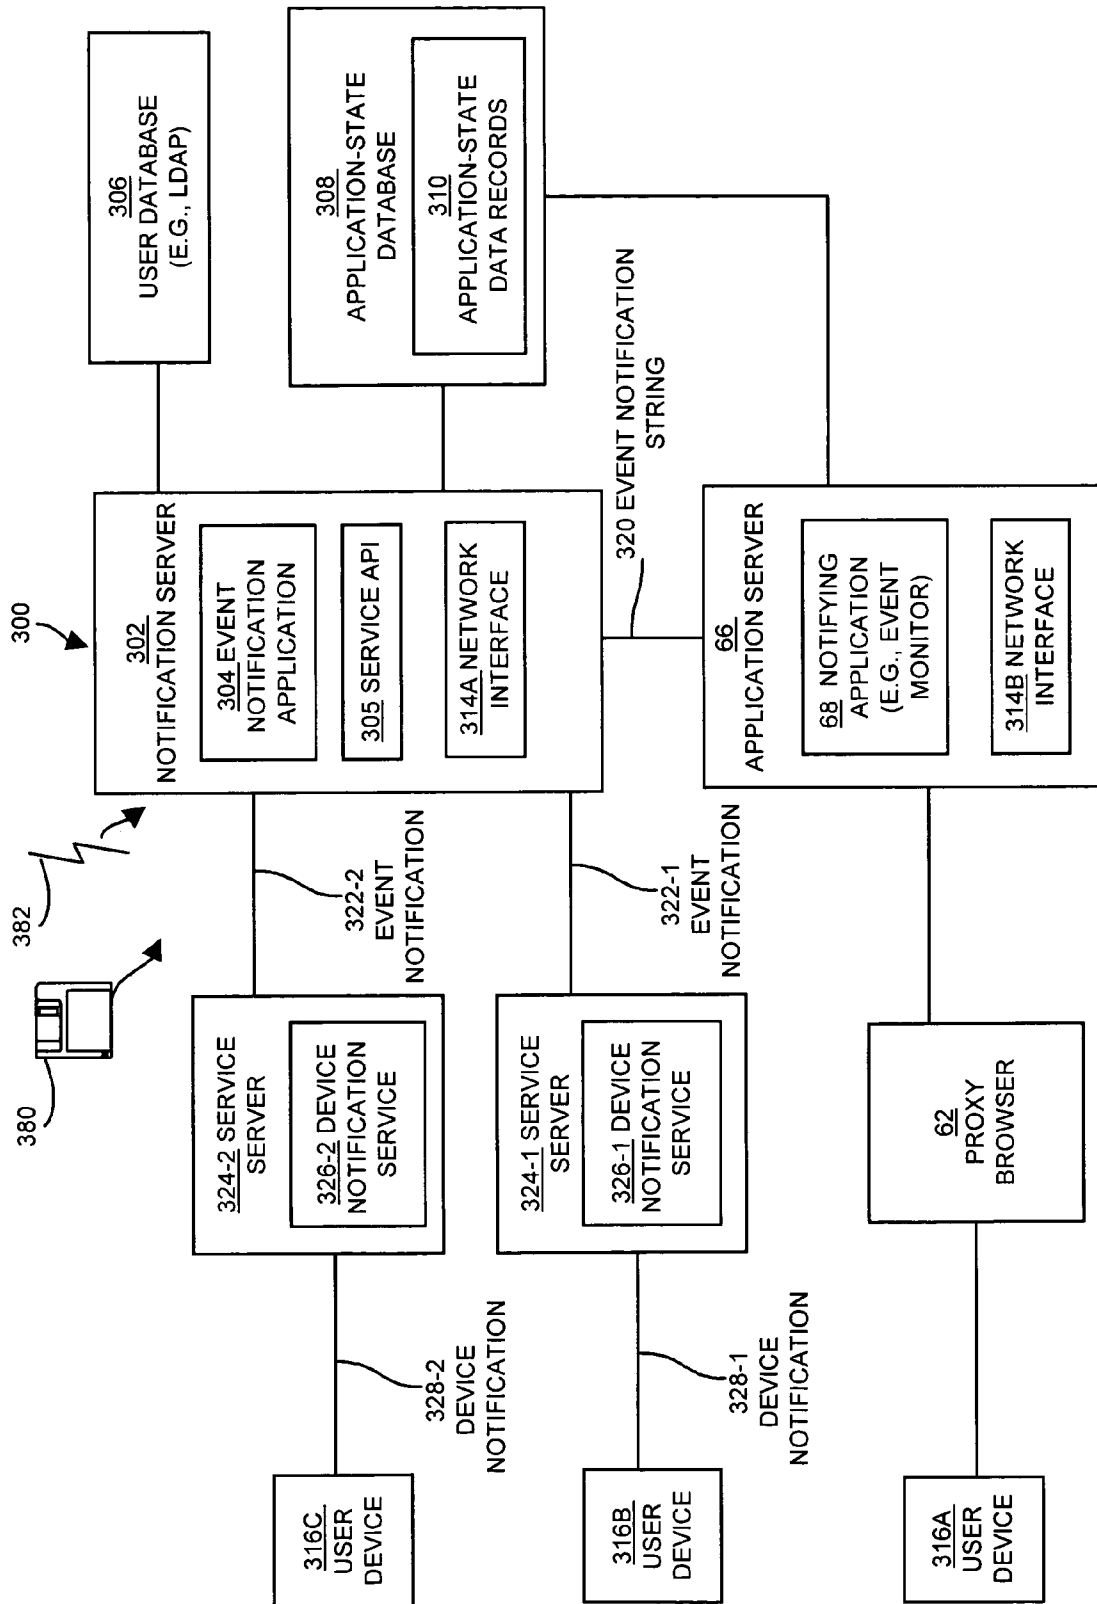 380
382
300
302
NOTIFICATION SERVER
304 EVENT
NOTIFICATION
APPLICATION
305 SERVICE API
314A NETWORK
INTERFACE
306
USER DATABASE
(E.G., LDAP)
308
APPLICATION-STATE
DATABASE
310
APPLICATION-STATE
DATA RECORDS
324-2 SERVICE
SERVER
326-2 DEVICE
NOTIFICATION
SERVICE
322-2
EVENT
NOTIFICATION
316C
USER
DEVICE
328-2
DEVICE
NOTIFICATION
324-1 SERVICE
SERVER
326-1 DEVICE
NOTIFICATION
SERVICE
322-1
EVENT
NOTIFICATION
316B
USER
DEVICE
328-1
DEVICE
NOTIFICATION
320 EVENT NOTIFICATION
STRING
66
APPLICATION SERVER
68 NOTIFYING
APPLICATION
(E.G., EVENT
MONITOR)
314B NETWORK
INTERFACE
62
PROXY
BROWSER
316A
USER
DEVICE